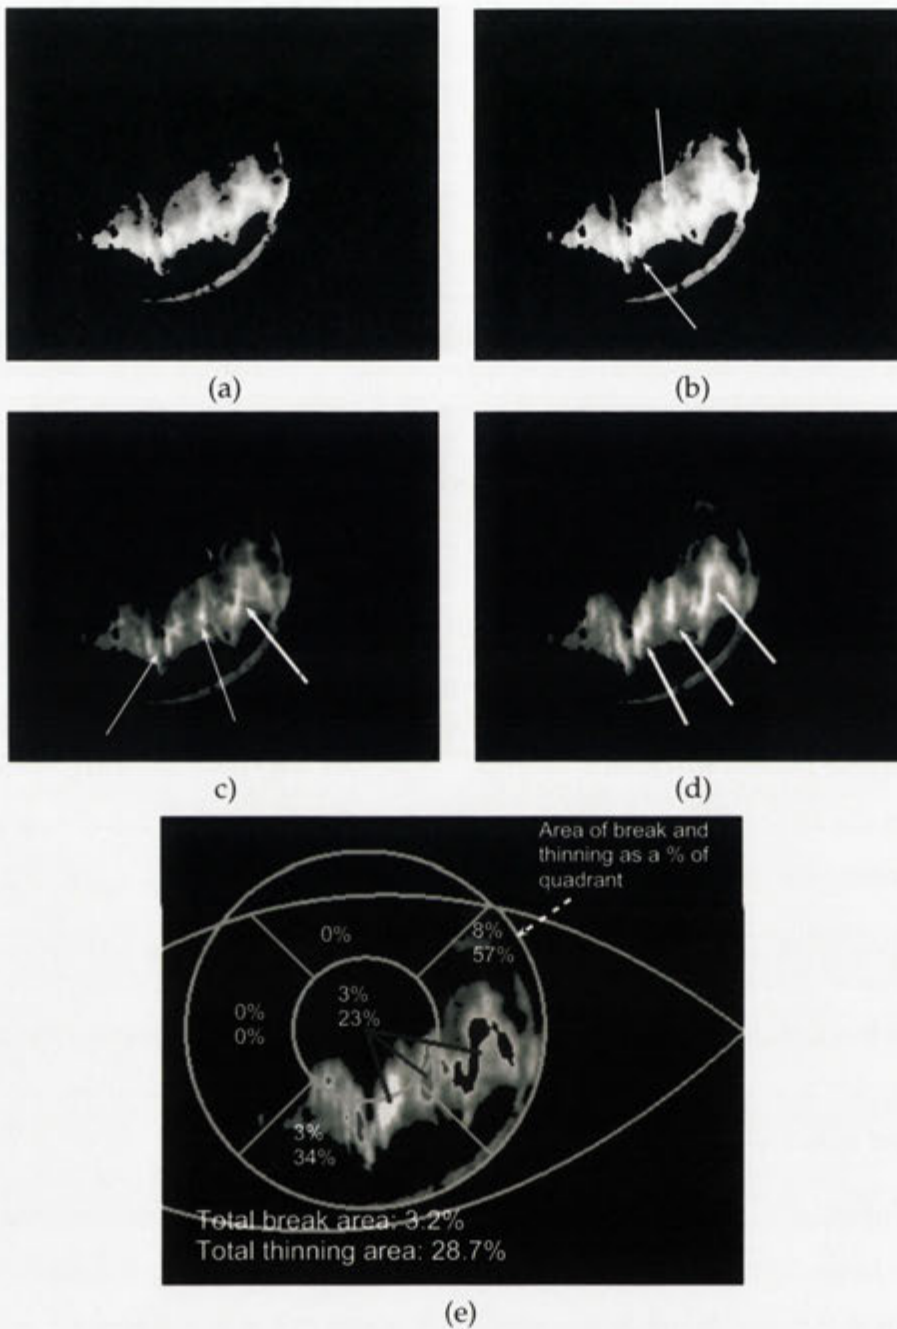 (a)
(b)
c)
(d)
Area of break and
thinning as a % of
quadrant
0%
8%
57%
3%
23%
0%
0%
3%
34%
Total break area: 3.2%
Total thinning area: 28.7%
(e)